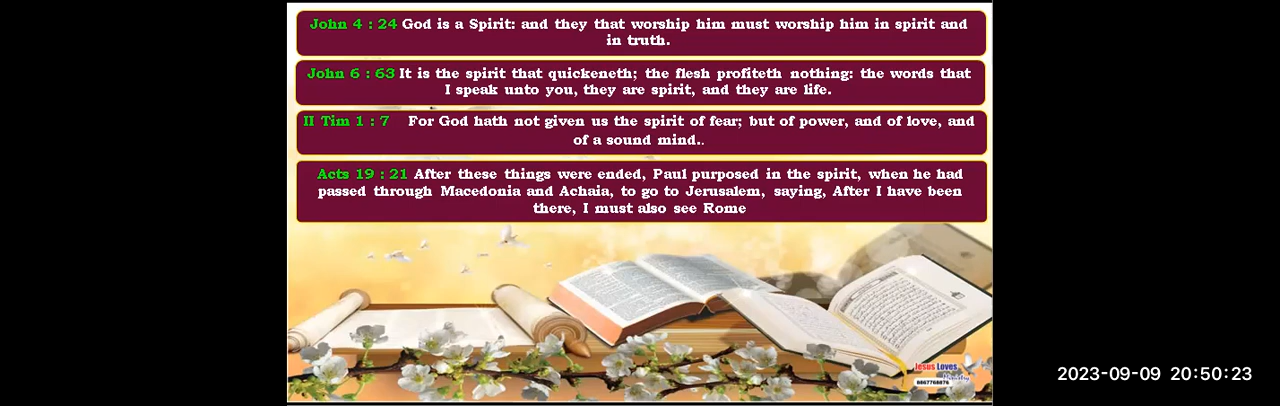 John 4 : 24 God is a Spirit: and they that worship him must worship him in spirit and
in truth.
John 6 : 63 It is the spirit that quickeneth; the flesh profiteth nothing: the words that
I speak unto you, they are spirit, and they are life.
II Tim 1 : 7 For God hath not given us the spirit of fear; but of power, and of love, and
of a sound mind..
Acts 19 : 21 After these things were ended, Paul purposed in the spirit, when he had
passed through Macedonia and Achaia, to go to Jerusalem, saying, After I have been
there, I must also see Rome
Jesus Loves
Ministry
8867768876
2023-09-09 20:50:23